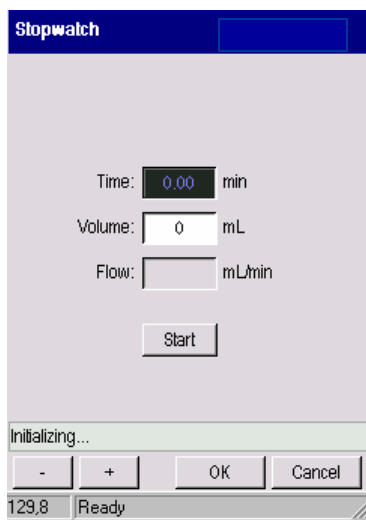 Stopwatch
Time: 0.00 min
Volume: 0 mL
Flow: mL/min
Start
Initializing...
- + OK Cancel
129,8 Ready